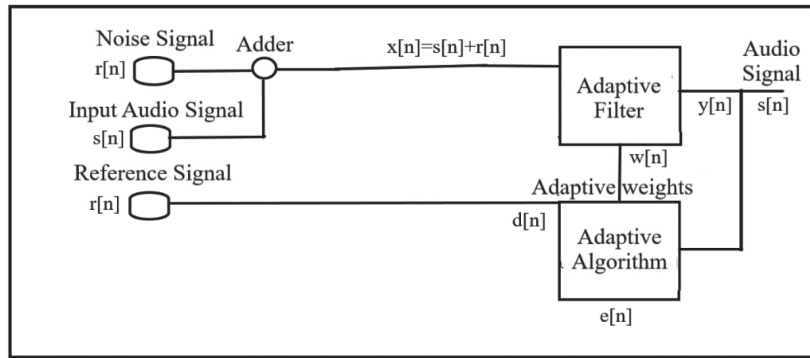 Noise Signal
r[n]
Adder
x[n]=s[n]+r[n]
Input Audio Signal
s[n]
Reference Signal
r[n]
Adaptive
Filter
Audio
Signal
y[n]
s[n]
w[n]
Adaptive weights
d[n]
Adaptive
Algorithm
e[n]